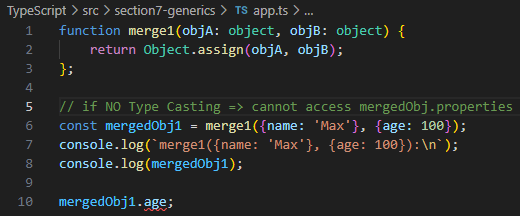 TypeScript > src > section7-generics > TS app.ts > ...
1 function merge1(objA: object, objB: object) {
2     return Object.assign(objA, objB);
3 };
4
5 // if NO Type Casting => cannot access mergedObj.properties
6 const mergedObj1 = merge1({name: 'Max'}, {age: 100});
7 console.log(`merge1({name: 'Max'}, {age: 100}):\n`);
8 console.log(mergedObj1);
9
10 mergedObj1.age;